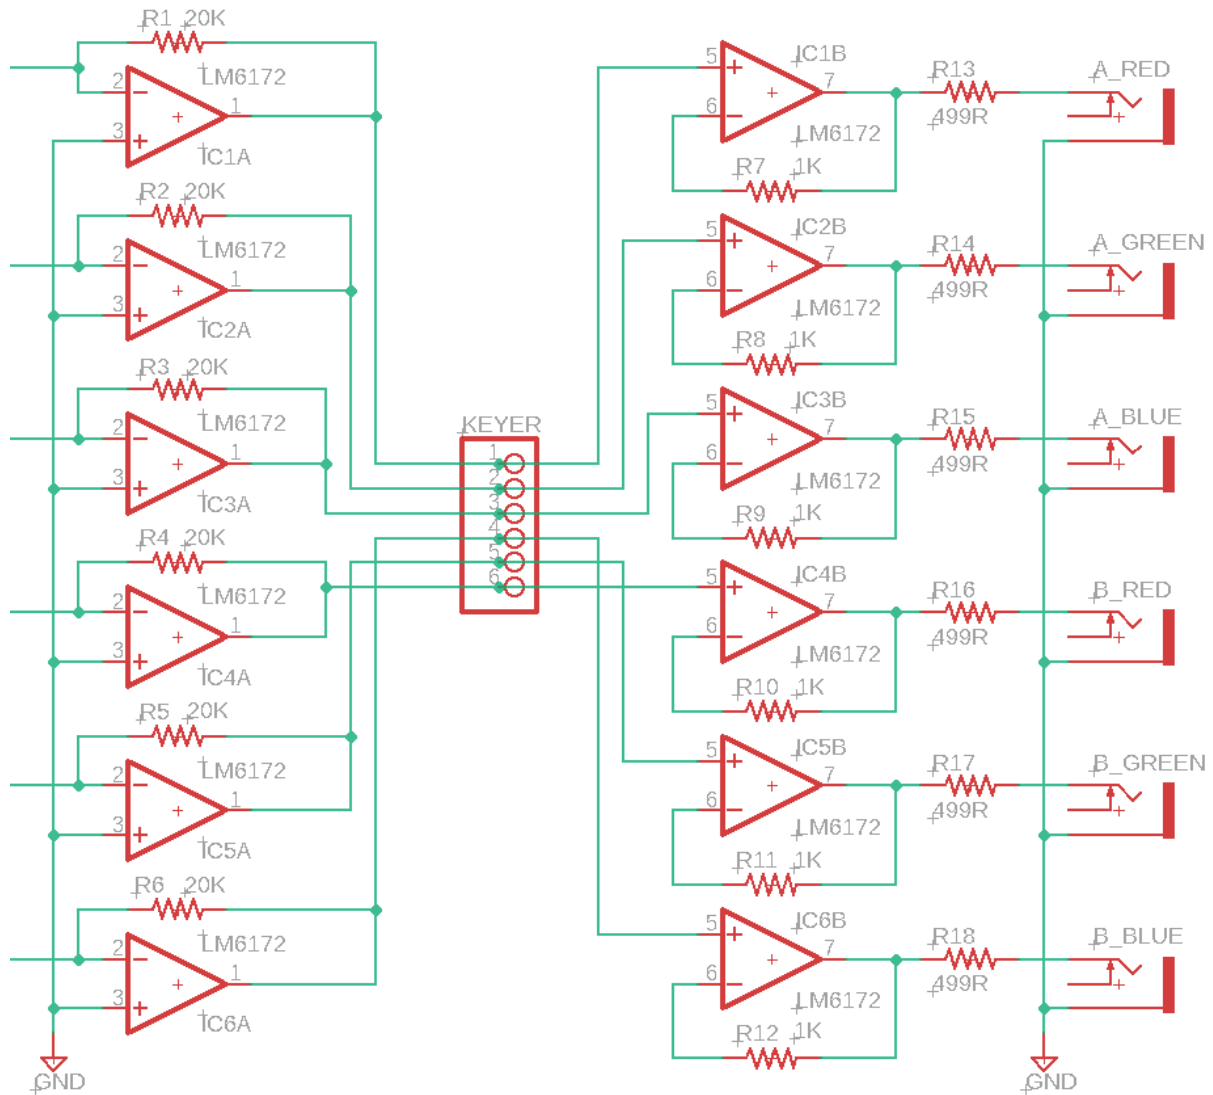 R1 20K
LM6172
2
1
3
IC1A
R2 20K
LM6172
2
1
3
IC2A
R3 20K
LM6172
2
1
3
IC3A
R4 20K
LM6172
2
1
3
IC4A
R5 20K
LM6172
2
1
3
IC5A
R6 20K
LM6172
2
1
3
IC6A
GND
KEYER
1
2
3
4
5
6
IC1B
5
7
6
LM6172
R7 1K
IC2B
5
7
6
LM6172
R8 1K
IC3B
5
7
6
LM6172
R9 1K
IC4B
5
7
6
LM6172
R10 1K
IC5B
5
7
6
LM6172
R11 1K
IC6B
5
7
6
LM6172
R12 1K
R13
499R
A_RED
R14
499R
A_GREEN
R15
499R
A_BLUE
R16
499R
B_RED
R17
499R
B_GREEN
R18
499R
B_BLUE
GND